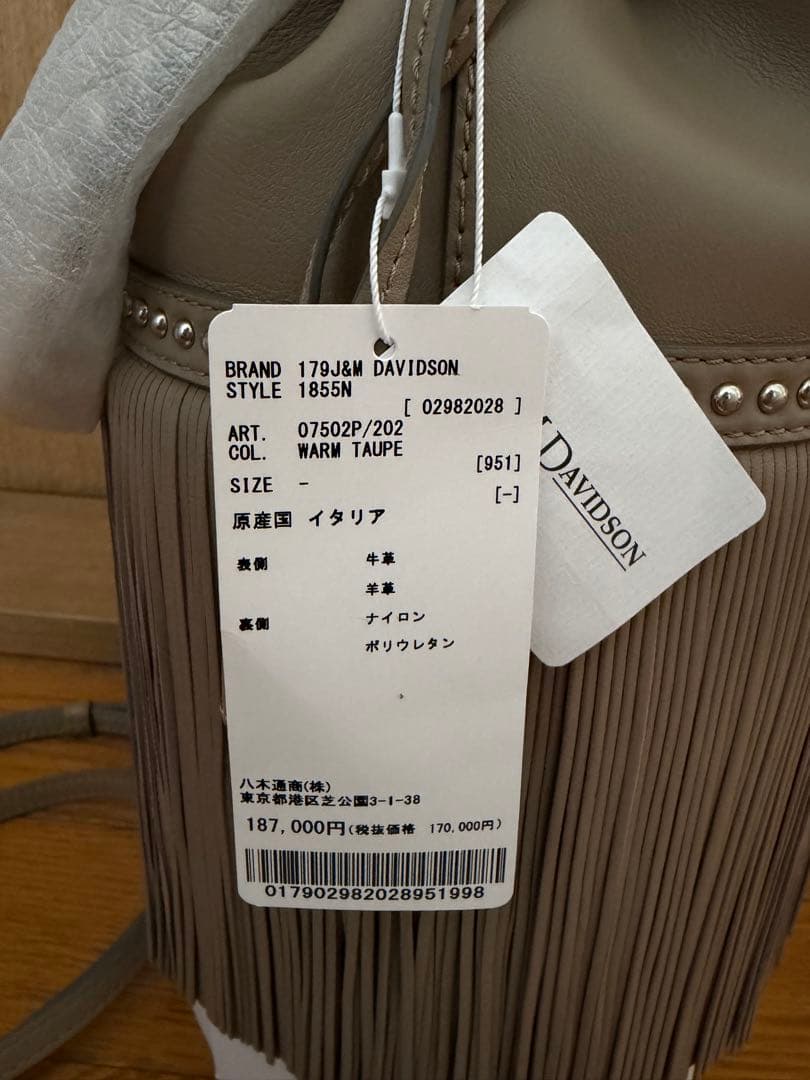 BRAND 179J&M DAVIDSON
STYLE 1855N
[ 02982028 ]
ART. 07502P/202
COL. WARM TAUPE
[951]
SIZE -
[-]
原産国 イタリア
表側 牛革
羊革
裏側 ナイロン
ポリウレタン
八木通商(株)
東京都港区芝公園3-1-38
187,000円(税抜価格 170,000円)
017902982028951998
DAVIDSON